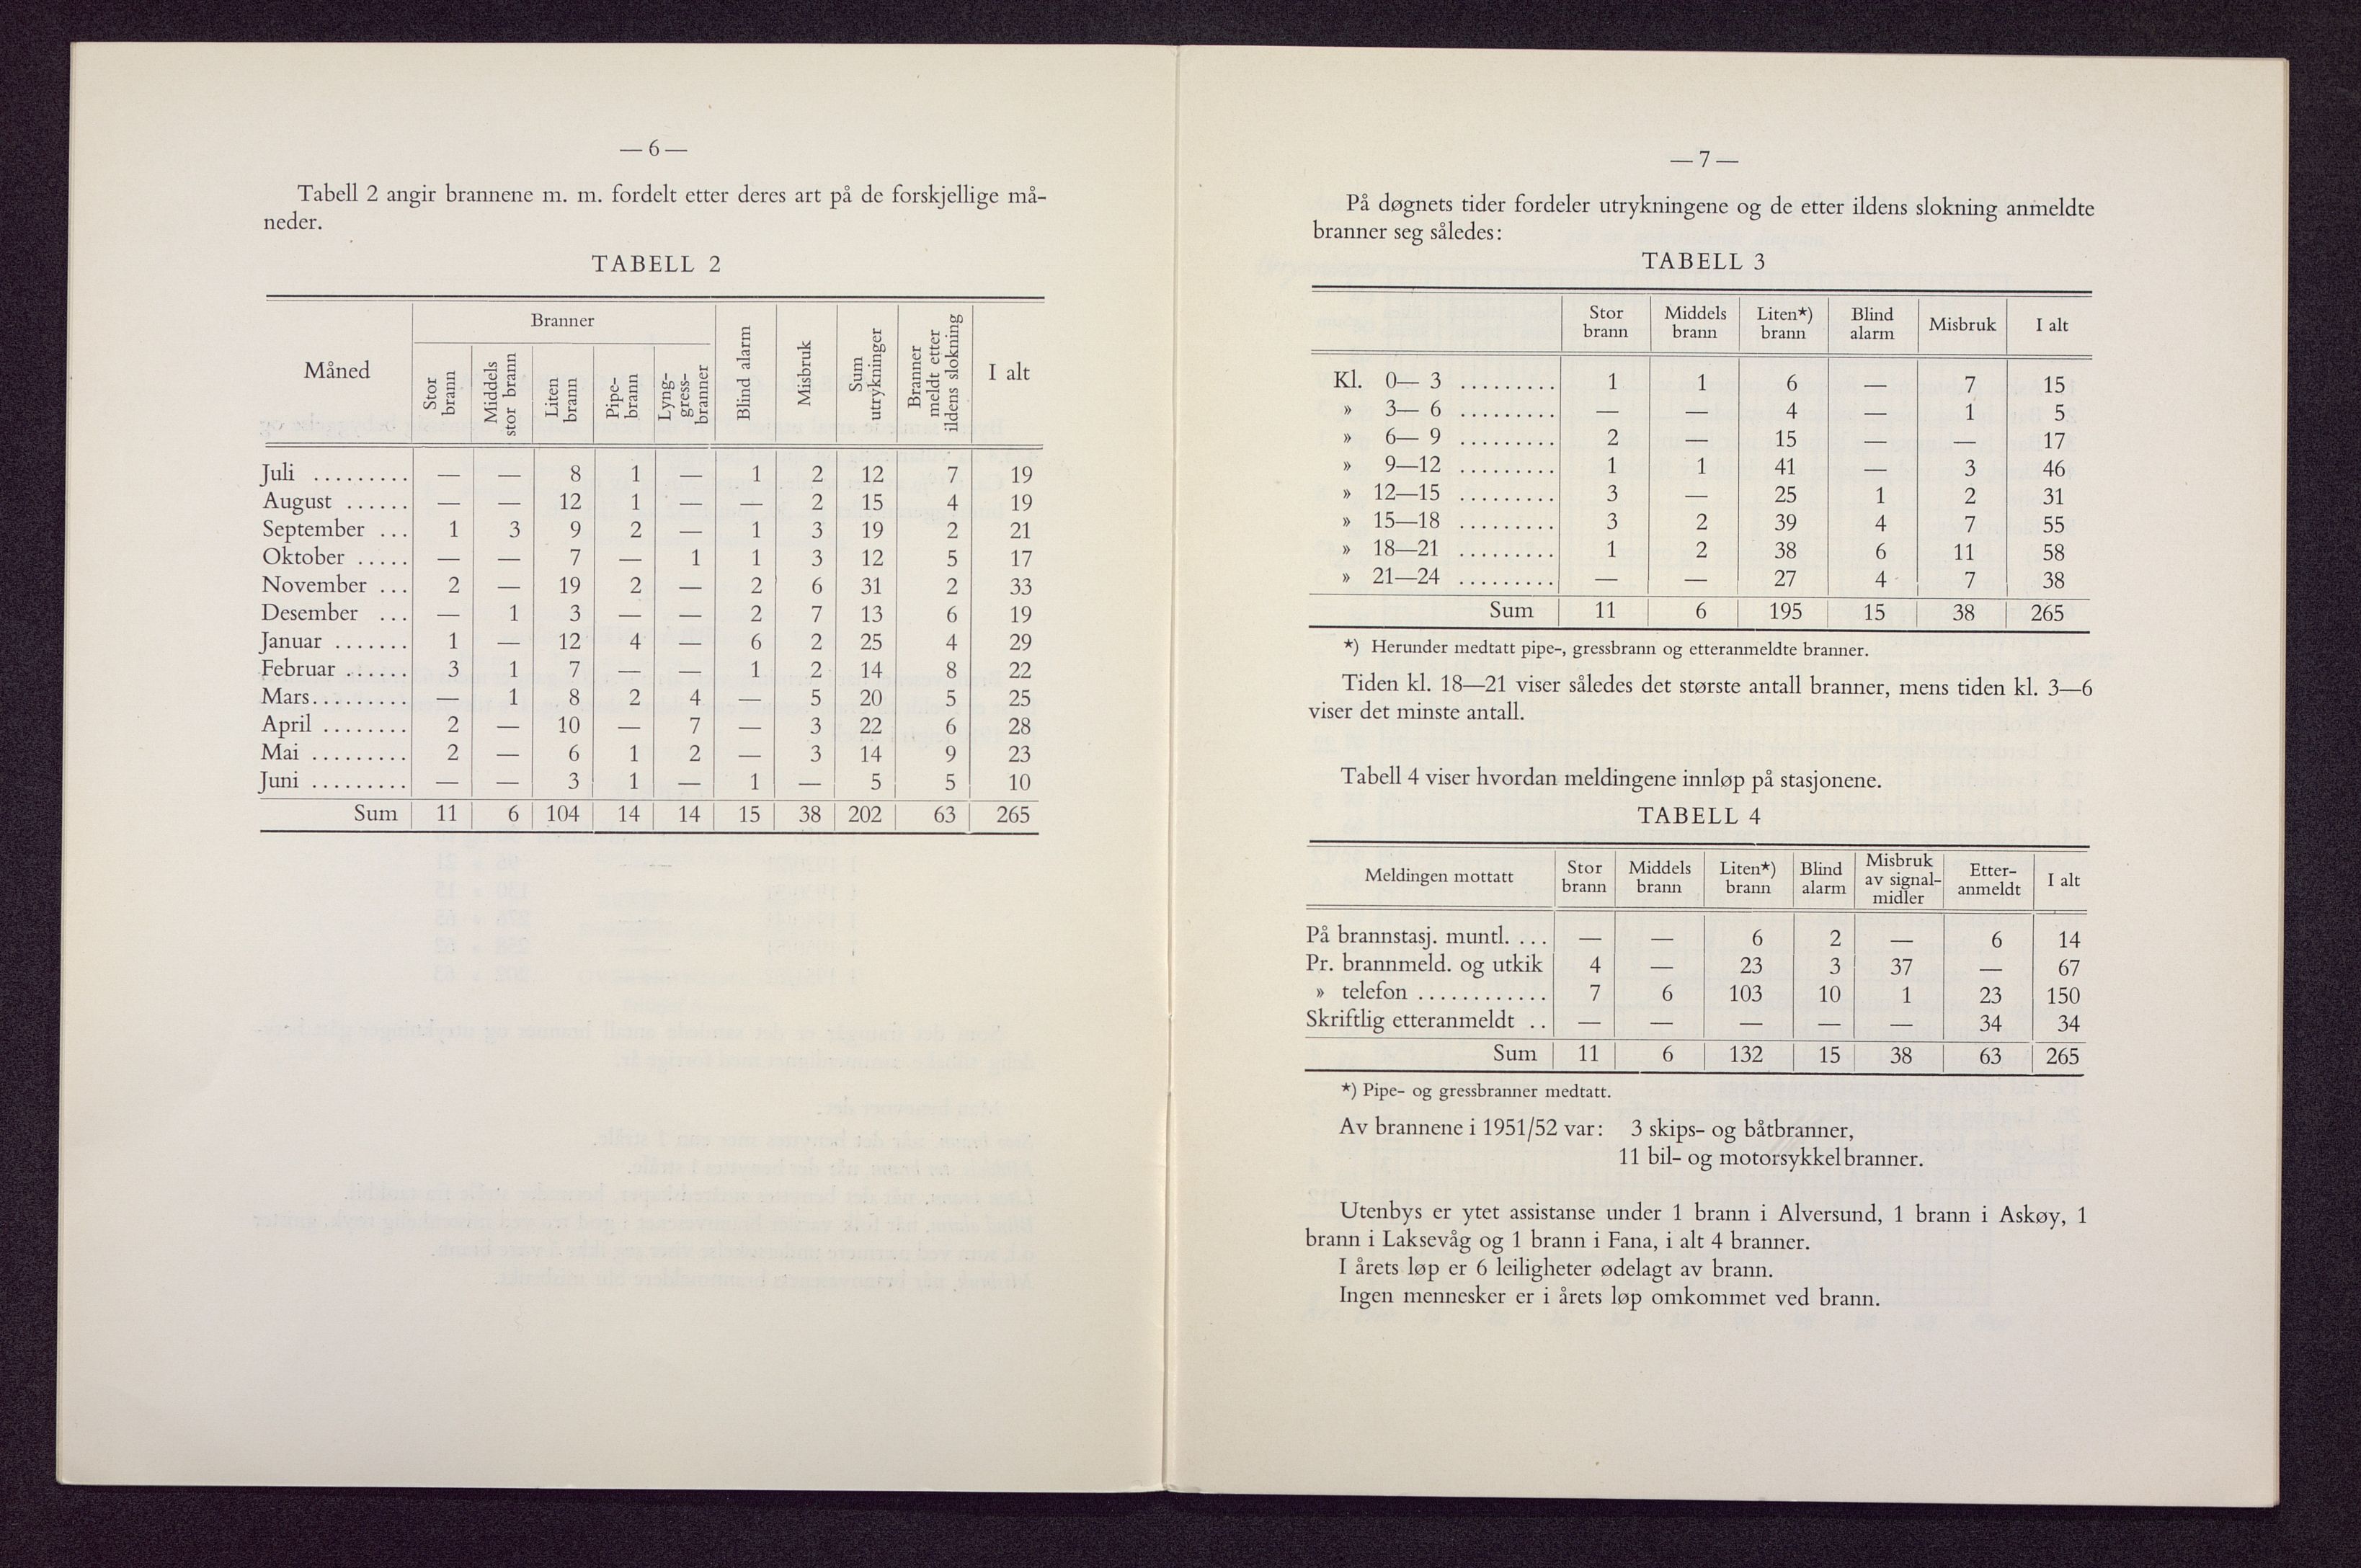 — 6 —
Tabell 2 angir brannene m. m. fordelt etter deres art på de forskjellige må-
neder.
TABELL 2
Måned Branner Blind alarm Misbruk Sum utrykninger Branner meldt etter ildens slokning I alt
Stor brann Middels stor brann Liten brann Pipe- brann Lyng- gress- branner
Juli ......... — — 8 1 — 1 2 12 7 19
August ...... — — 12 1 — — 2 15 4 19
September ... 1 3 9 2 — 1 3 19 2 21
Oktober ..... — — 7 — 1 1 3 12 5 17
November ... 2 — 19 2 — 2 6 31 2 33
Desember ... — 1 3 — — 2 7 13 6 19
Januar ....... 1 — 12 4 — 6 2 25 4 29
Februar ...... 3 1 7 — — 1 2 14 8 22
Mars......... — 1 8 2 4 — 5 20 5 25
April ........ 2 — 10 — 7 — 3 22 6 28
Mai ......... 2 — 6 1 2 — 3 14 9 23
Juni ......... — — 3 1 — 1 — 5 5 10
Sum 11 6 104 14 14 15 38 202 63 265
— 7 —
På døgnets tider fordeler utrykningene og de etter ildens slokning anmeldte
branner seg således:
TABELL 3
Stor brann Middels brann Liten*) brann Blind alarm Misbruk I alt
Kl. 0— 3 ......... 1 1 6 — 7 15
» 3— 6 ......... — — 4 — 1 5
» 6— 9 ......... 2 — 15 — — 17
» 9—12 ......... 1 1 41 — 3 46
» 12—15 ......... 3 — 25 1 2 31
» 15—18 ......... 3 2 39 4 7 55
» 18—21 ......... 1 2 38 6 11 58
» 21—24 ......... — — 27 4 7 38
Sum 11 6 195 15 38 265
*) Herunder medtatt pipe-, gressbrann og etteranmeldte branner.
Tiden kl. 18—21 viser således det største antall branner, mens tiden kl. 3—6
viser det minste antall.
Tabell 4 viser hvordan meldingene innløp på stasjonene.
TABELL 4
Meldingen mottatt Stor brann Middels brann Liten*) brann Blind alarm Misbruk av signal- midler Etter- anmeldt I alt
På brannstasj. muntl. ... — — 6 2 — 6 14
Pr. brannmeld. og utkik 4 — 23 3 37 — 67
» telefon ............ 7 6 103 10 1 23 150
Skriftlig etteranmeldt .. — — — — — 34 34
Sum 11 6 132 15 38 63 265
*) Pipe- og gressbranner medtatt.
Av brannene i 1951/52 var: 3 skips- og båtbranner,
11 bil- og motorsykkelbranner.
Utenbys er ytet assistanse under 1 brann i Alversund, 1 brann i Askøy, 1
brann i Laksevåg og 1 brann i Fana, i alt 4 branner.
I årets løp er 6 leiligheter ødelagt av brann.
Ingen mennesker er i årets løp omkommet ved brann.